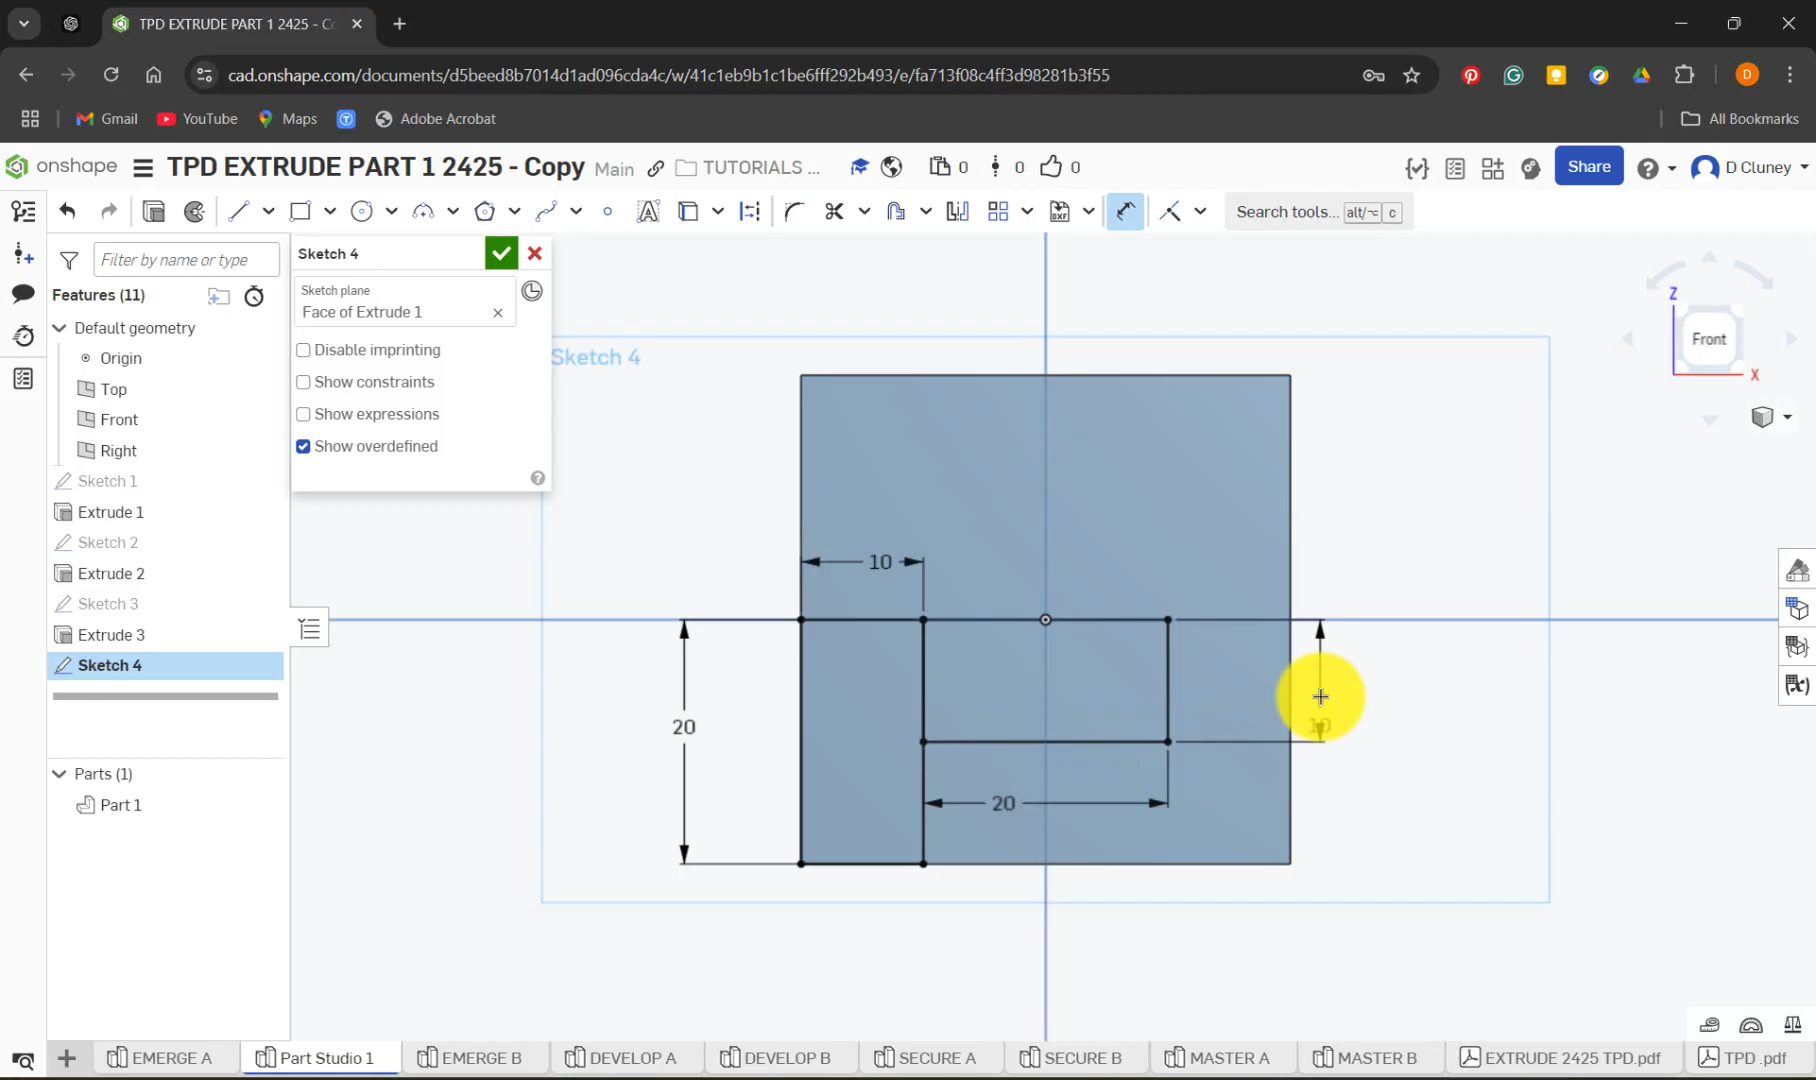 TPD EXTRUDE PART 1 2425 - Co
cad.onshape.com/documents/d5beed8b7014d1ad096cda4c/w/41c1eb9b1c1be6fff292b493/e/fa713f08c4ff3d98281b3f55
D
Gmail
YouTube
Maps
Adobe Acrobat
All Bookmarks
onshape
TPD EXTRUDE PART 1 2425 - Copy
Main
TUTORIALS ...
0
0
0
Share
D Cluney
Search tools... alt/⌥ c
Filter by name or type
Features (11)
Default geometry
Origin
Top
Front
Right
Sketch 1
Extrude 1
Sketch 2
Extrude 2
Sketch 3
Extrude 3
Sketch 4
Parts (1)
Part 1
Sketch 4
Sketch plane
Face of Extrude 1
Disable imprinting
Show constraints
Show expressions
Show overdefined
Sketch 4
10
20
20
10
Z
Front
X
EMERGE A
Part Studio 1
EMERGE B
DEVELOP A
DEVELOP B
SECURE A
SECURE B
MASTER A
MASTER B
EXTRUDE 2425 TPD.pdf
TPD .pdf